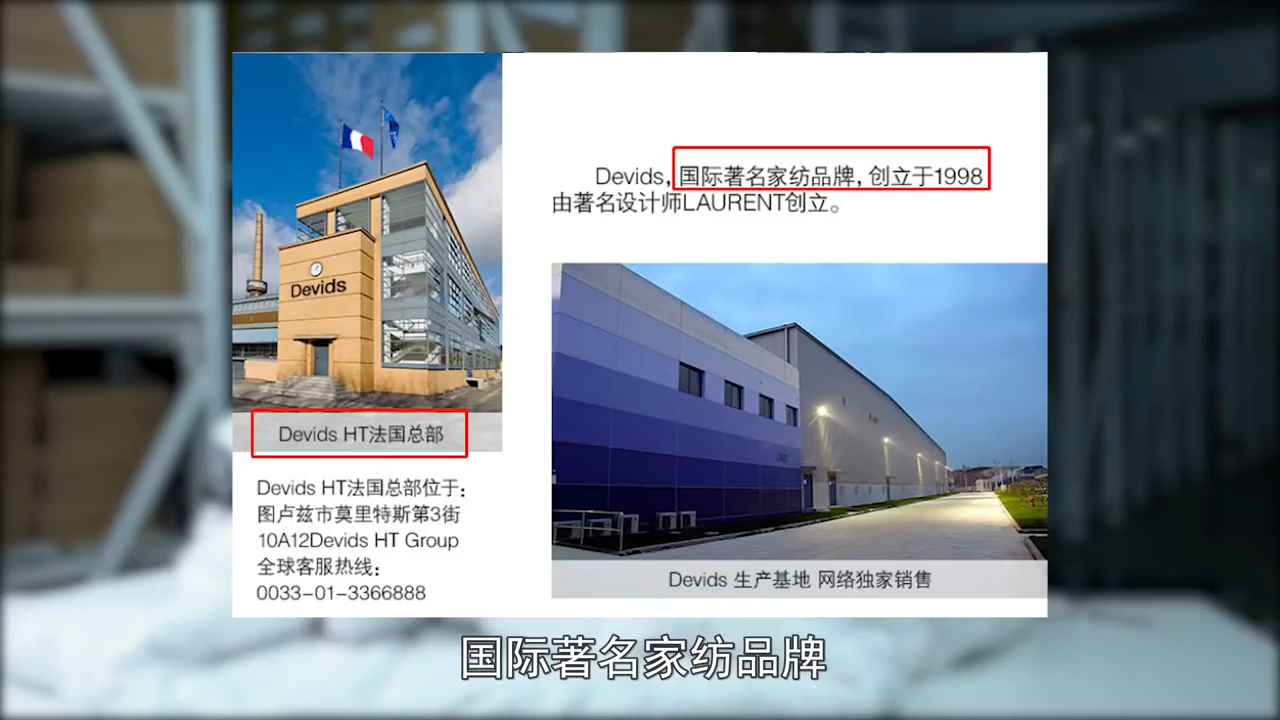 Devids
Devids HT法国总部
Devids HT法国总部位于：
图卢兹市莫里特斯第3街
10A12Devids HT Group
全球客服热线：
0033-01-3366888
Devids, 国际著名家纺品牌, 创立于1998
由著名设计师LAURENT创立。
Devids 生产基地 网络独家销售
国际著名家纺品牌